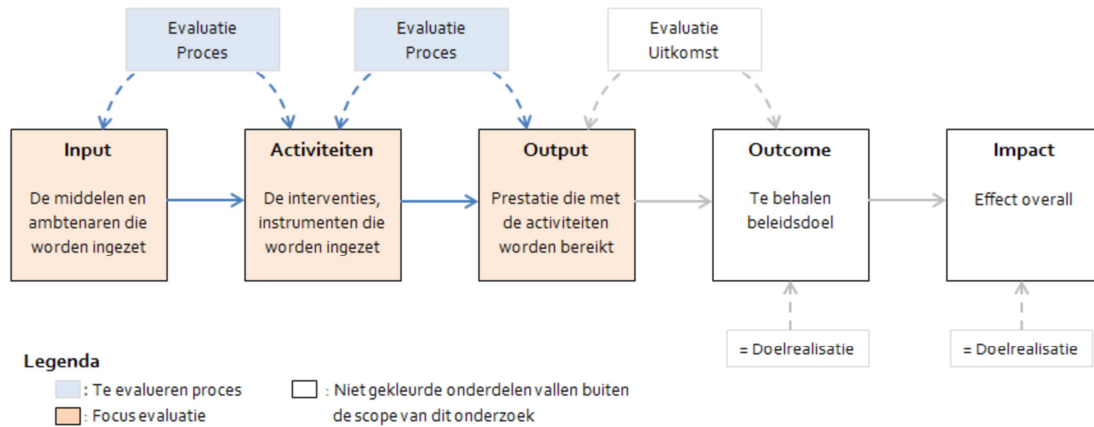 Evaluatie
Proces
Evaluatie
Proces
Evaluatie
Uitkomst
Input
De middelen en
ambtenaren die
worden ingezet
Activiteiten
De interventies,
instrumenten die
worden ingezet
Output
Prestatie die met
de activiteiten
worden bereikt
Outcome
Te behalen
beleidsdoel
Impact
Effect overall
= Doelrealisatie
= Doelrealisatie
Legenda
: Te evalueren proces
: Focus evaluatie
: Niet gekleurde onderdelen vallen buiten
de scope van dit onderzoek